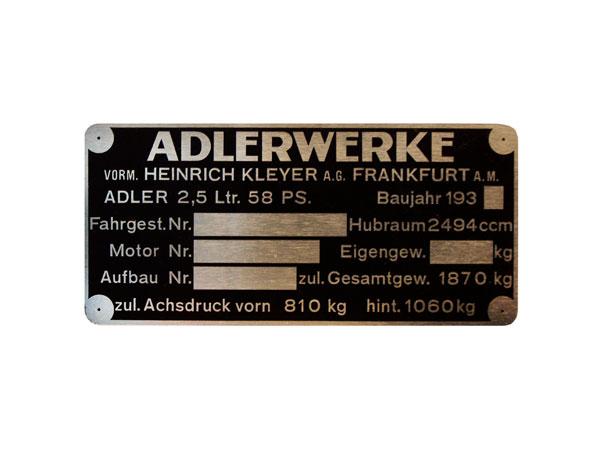 ADLERWERKE
VORM. HEINRICH KLEYER A.G. FRANKFURT A.M.
ADLER 2,5 Ltr. 58 PS. Baujahr 193
Fahrgest. Nr. Hubraum 2494 ccm
Motor Nr. Eigengew. kg
Aufbau Nr. zul. Gesamtgew. 1870 kg
zul. Achsdruck vorn 810 kg hint. 1060 kg